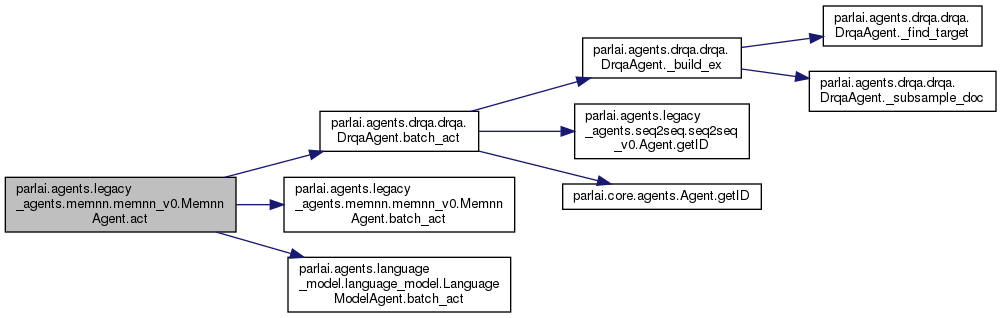 parlai.agents.legacy
_agents.memnn.memnn_v0.Memnn
Agent.act
parlai.agents.drqa.drqa.
DrqaAgent.batch_act
parlai.agents.legacy
_agents.memnn.memnn_v0.Memnn
Agent.batch_act
parlai.agents.language
_model.language_model.Language
ModelAgent.batch_act
parlai.agents.drqa.drqa.
DrqaAgent._build_ex
parlai.agents.legacy
_agents.seq2seq.seq2seq
_v0.Agent.getID
parlai.core.agents.Agent.getID
parlai.agents.drqa.drqa.
DrqaAgent._find_target
parlai.agents.drqa.drqa.
DrqaAgent._subsample_doc